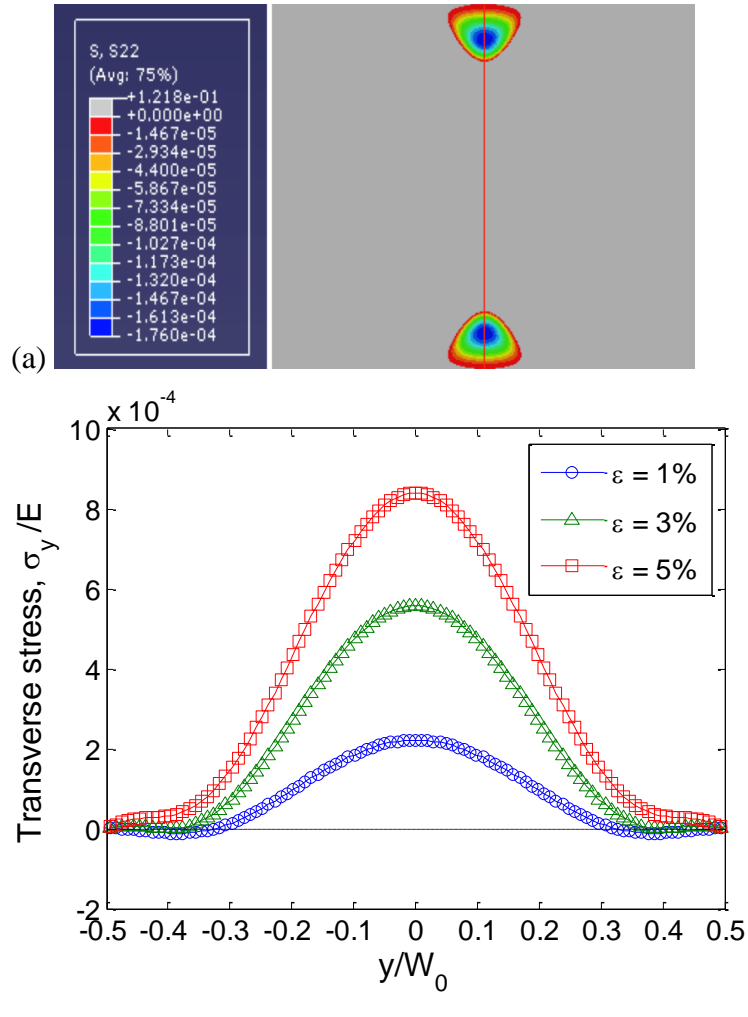 S, S22
(Avg: 75%)
+1.218e-01
+0.000e+00
-1.467e-05
-2.934e-05
-4.400e-05
-5.867e-05
-7.334e-05
-8.801e-05
-1.027e-04
-1.173e-04
-1.320e-04
-1.467e-04
-1.613e-04
-1.760e-04
(a)
x 10^-4
10
8
6
4
2
0
-2
Transverse stress, σ_y /E
ε = 1%
ε = 3%
ε = 5%
-0.5 -0.4 -0.3 -0.2 -0.1 0 0.1 0.2 0.3 0.4 0.5
y/W_0